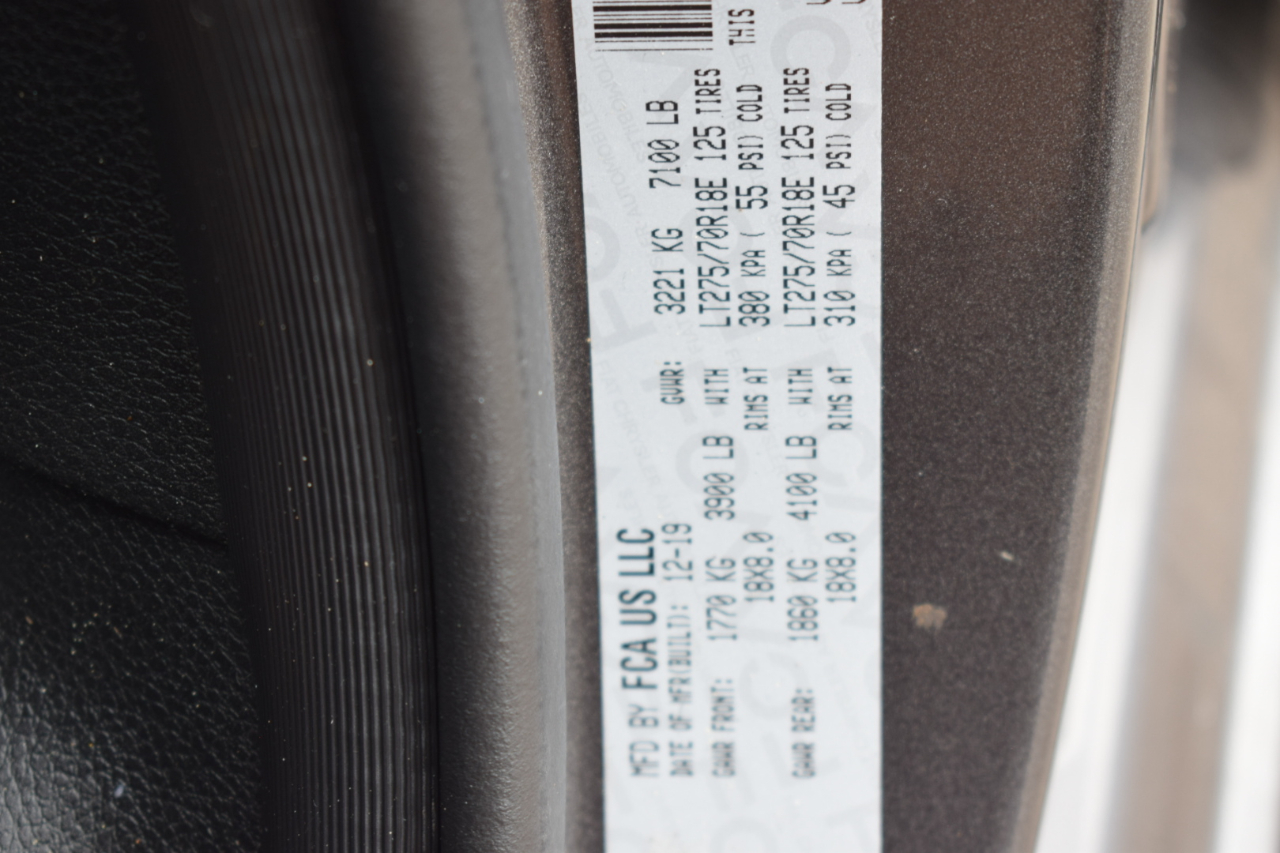 MFD BY FCA US LLC
DATE OF MFR(BUILT): 12-19 GVWR: 3221 KG 7100 LB
GAWR FRONT: 1770 KG 3900 LB WITH LT275/70R18E 125 TIRES
18X8.0 RIMS AT 380 KPA ( 55 PSI) COLD
THIS
GAWR REAR: 1860 KG 4100 LB WITH LT275/70R18E 125 TIRES
18X8.0 RIMS AT 310 KPA ( 45 PSI) COLD